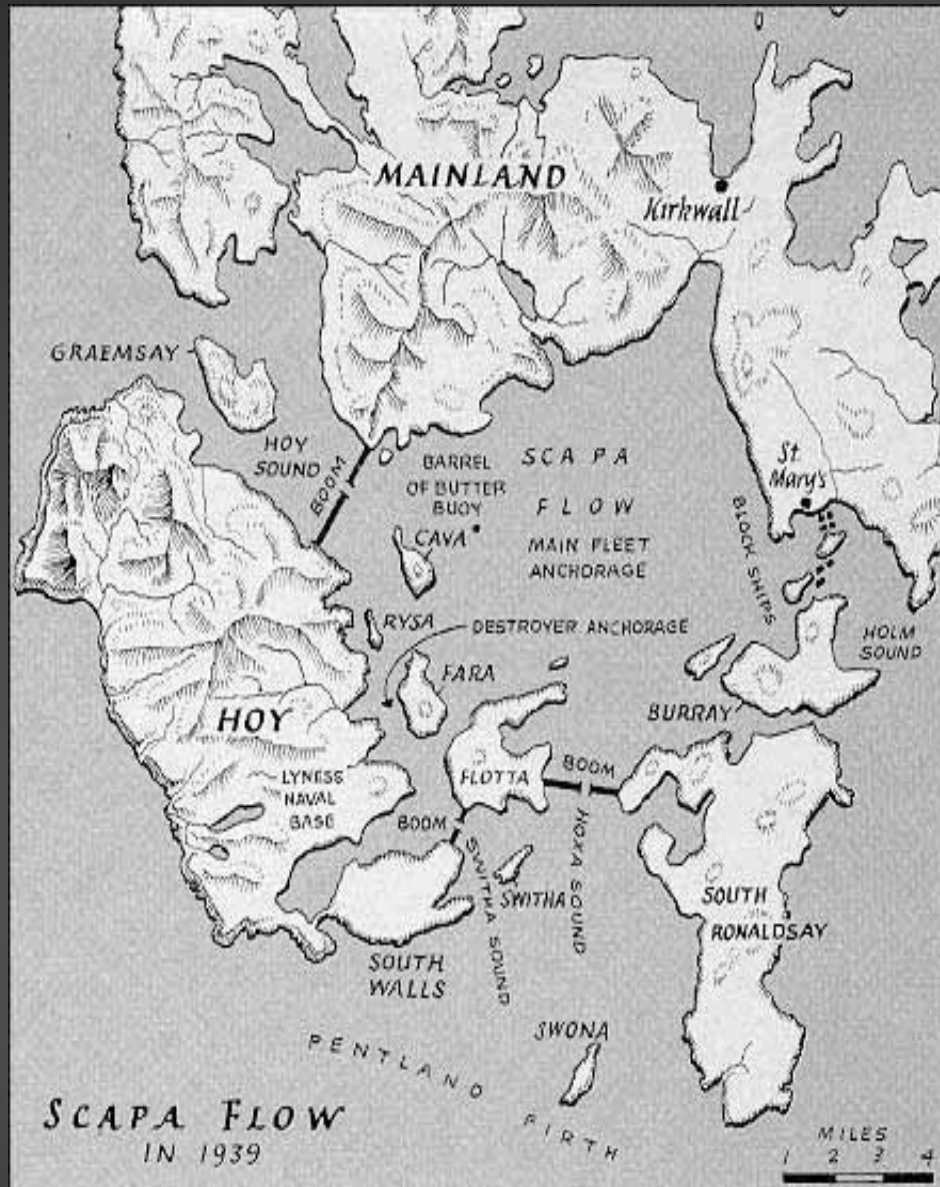 MAINLAND
Kirkwall
GRAEMSAY
HOY
SOUND
BOOM
BARREL
OF BUTTER
BUOY
SCAPA
FLOW
MAIN FLEET
ANCHORAGE
St.
Mary's
BLOCK SHIPS
CAVA
RYSA
DESTROYER ANCHORAGE
HOLM
SOUND
FARA
BURRAY
HOY
LYNESS
NAVAL
BASE
FLOTTA
BOOM
BOOM
SWITHA SOUND
SWITHA
HOXA SOUND
SOUTH
RONALDSAY
SOUTH
WALLS
PENTLAND
FIRTH
SWONA
SCAPA FLOW
IN 1939
MILES
1 2 3 4